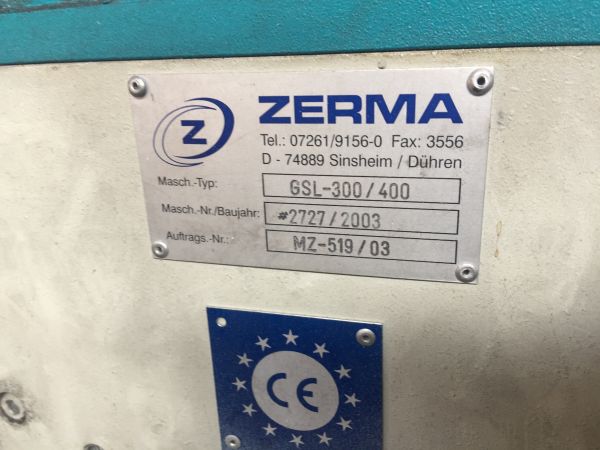 Z ZERMA
Tel.: 07261/9156-0 Fax: 3556
D - 74889 Sinsheim / Dühren
Masch.-Typ: GSL-300/400
Masch.-Nr./Baujahr: #2727/2003
Auftrags.-Nr.: MZ-519/03
CE